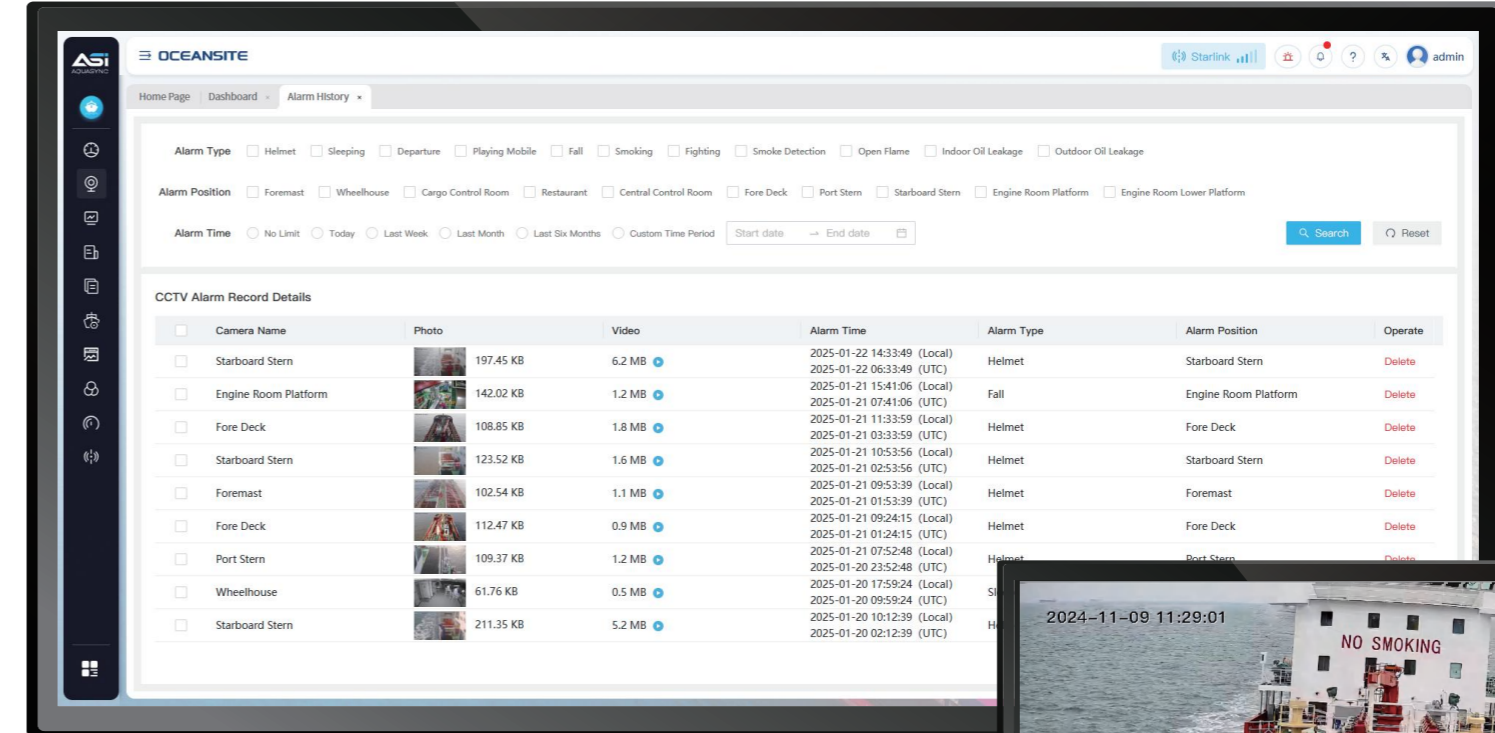 ASi
AQUASYNC
OCEANSITE
Starlink
?
admin
Home Page
Dashboard ×
Alarm History ×
Alarm Type Helmet Sleeping Departure Playing Mobile Fall Smoking Fighting Smoke Detection Open Flame Indoor Oil Leakage Outdoor Oil Leakage
Alarm Position Foremast Wheelhouse Cargo Control Room Restaurant Central Control Room Fore Deck Port Stern Starboard Stern Engine Room Platform Engine Room Lower Platform
Alarm Time No Limit Today Last Week Last Month Last Six Months Custom Time Period Start date → End date Search Reset
CCTV Alarm Record Details
Camera Name Photo Video Alarm Time Alarm Type Alarm Position Operate
Starboard Stern 197.45 KB 6.2 MB 2025-01-22 14:33:49 (Local) Helmet Starboard Stern Delete
2025-01-22 06:33:49 (UTC)
Engine Room Platform 142.02 KB 1.2 MB 2025-01-21 15:41:06 (Local) Fall Engine Room Platform Delete
2025-01-21 07:41:06 (UTC)
Fore Deck 108.85 KB 1.8 MB 2025-01-21 11:33:59 (Local) Helmet Fore Deck Delete
2025-01-21 03:33:59 (UTC)
Starboard Stern 123.52 KB 1.6 MB 2025-01-21 10:53:56 (Local) Helmet Starboard Stern Delete
2025-01-21 02:53:56 (UTC)
Foremast 102.54 KB 1.1 MB 2025-01-21 09:53:39 (Local) Helmet Foremast Delete
2025-01-21 01:53:39 (UTC)
Fore Deck 112.47 KB 0.9 MB 2025-01-21 09:24:15 (Local) Helmet Fore Deck Delete
2025-01-21 01:24:15 (UTC)
Port Stern 109.37 KB 1.2 MB 2025-01-21 07:52:48 (Local) Helmet Port Stern Delete
2025-01-20 23:52:48 (UTC)
Wheelhouse 61.76 KB 0.5 MB 2025-01-20 17:59:24 (Local)
2025-01-20 09:59:24 (UTC)
Starboard Stern 211.35 KB 5.2 MB 2025-01-20 10:12:39 (Local)
2025-01-20 02:12:39 (UTC)
2024-11-09 11:29:01
NO SMOKING